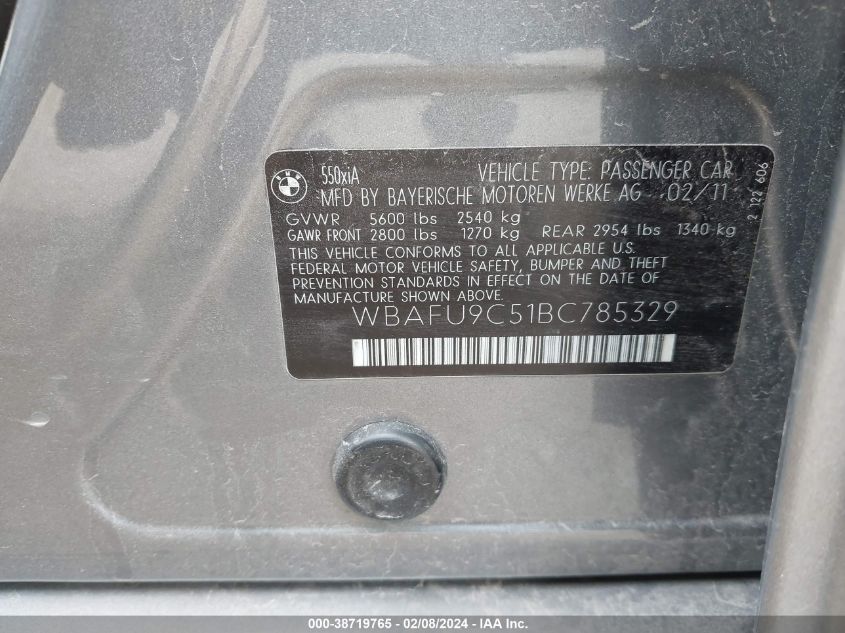 BMW
550xiA VEHICLE TYPE: PASSENGER CAR
MFD BY BAYERISCHE MOTOREN WERKE AG 02/11
GVWR 5600 lbs 2540 kg
GAWR FRONT 2800 lbs 1270 kg REAR 2954 lbs 1340 kg
THIS VEHICLE CONFORMS TO ALL APPLICABLE U.S.
FEDERAL MOTOR VEHICLE SAFETY, BUMPER AND THEFT
PREVENTION STANDARDS IN EFFECT ON THE DATE OF
MANUFACTURE SHOWN ABOVE.
WBAFU9C51BC785329
2 122 606
000-38719765 - 02/08/2024 - IAA Inc.